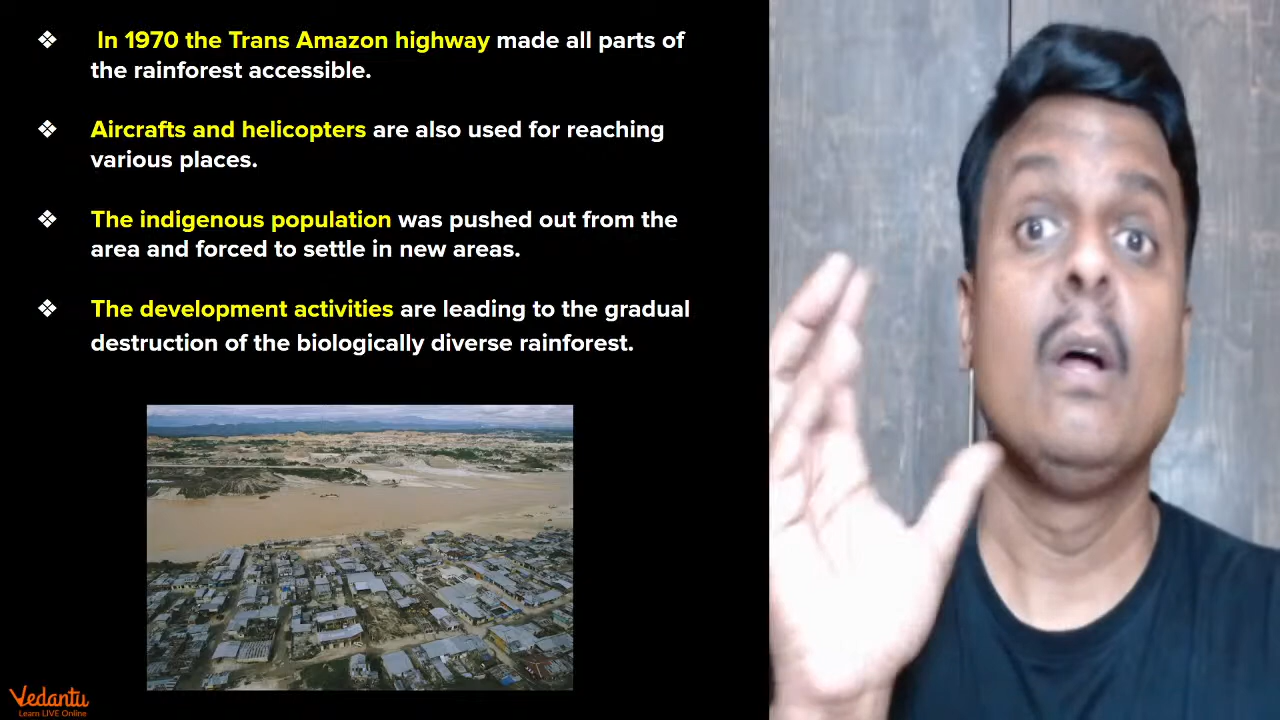 ❖ In 1970 the Trans Amazon highway made all parts of
the rainforest accessible.
❖ Aircrafts and helicopters are also used for reaching
various places.
❖ The indigenous population was pushed out from the
area and forced to settle in new areas.
❖ The development activities are leading to the gradual
destruction of the biologically diverse rainforest.
Vedantu
Learn LIVE Online